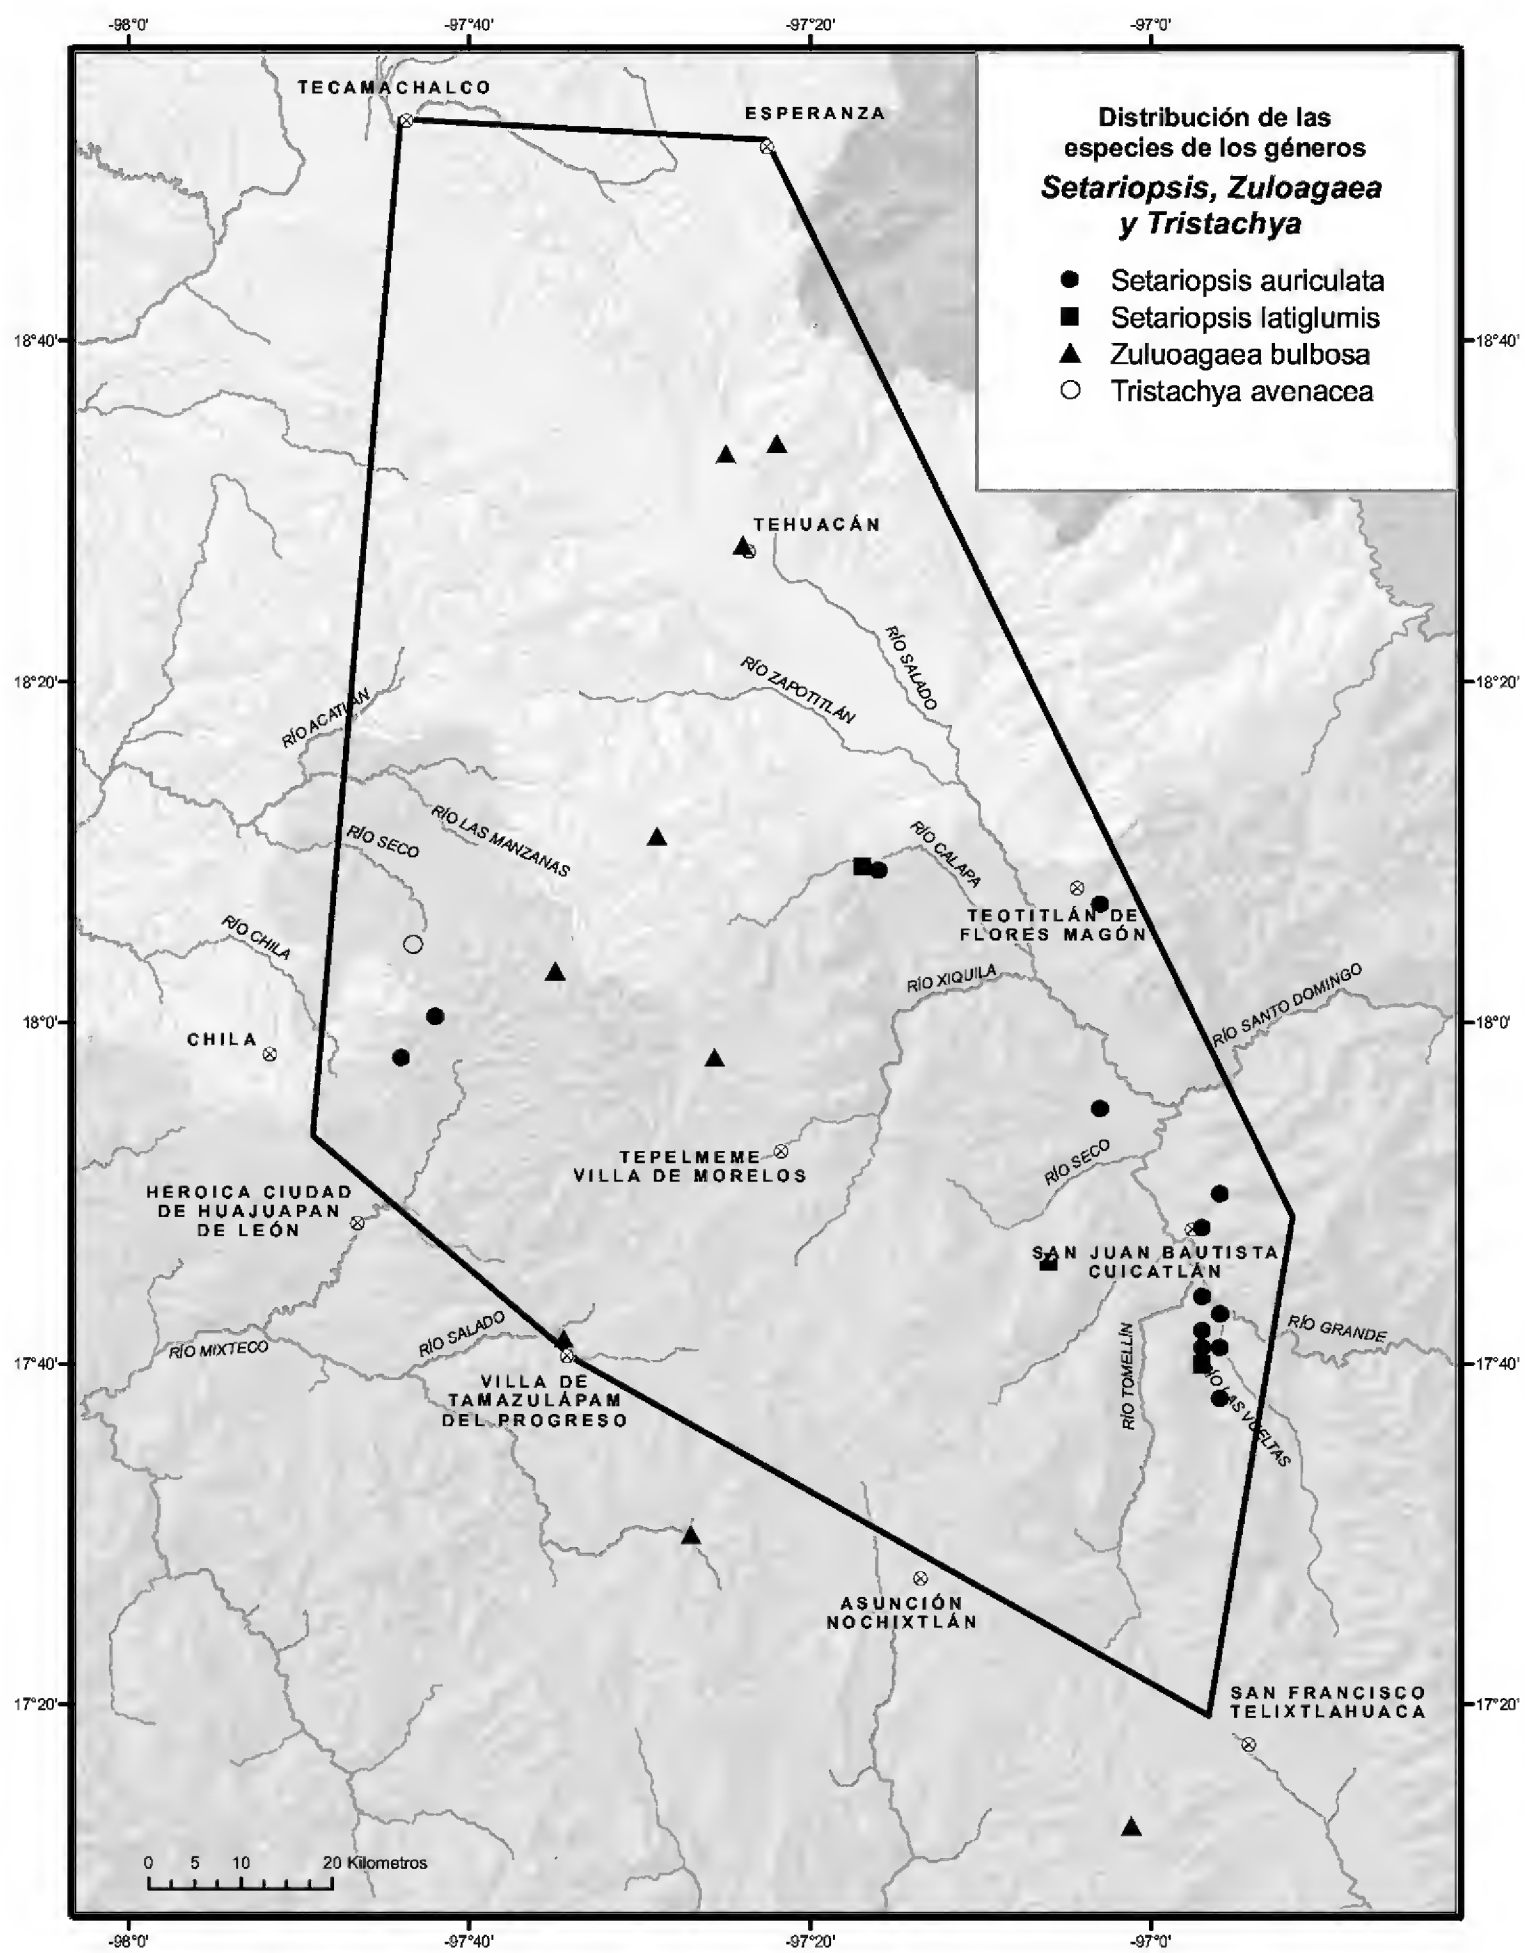 -98°0'
-97°40'
-97°20'
-97°0'
TECAMACHALCO
ESPERANZA
Distribución de las
especies de los géneros
Setariopsis, Zuloagaea
y Tristachya
Setariopsis auriculata
Setariopsis latiglumis
Zuluoagaea bulbosa
Tristachya avenacea
18°40'
18°40'
TEHUACÁN
RÍO SALADO
18°20'
18°20'
RÍO ZAPOTITLÁN
RÍO ACATLÁN
RÍO LAS MANZANAS
RÍO SECO
RÍO CALAPA
TEOTITLÁN DE
FLORES MAGÓN
RÍO CHILA
RÍO XIQUILA
RÍO SANTO DOMINGO
18°0'
18°0'
CHILA
TEPELMEME
VILLA DE MORELOS
RÍO SECO
HEROICA CIUDAD
DE HUAJUAPAN
DE LEÓN
SAN JUAN BAUTISTA
CUICATLÁN
RÍO MIXTECO
RÍO SALADO
RÍO TOMELLÍN
RÍO GRANDE
17°40'
17°40'
VILLA DE
TAMAZULÁPAM
DEL PROGRESO
RÍO LAS VUELTAS
ASUNCIÓN
NOCHIXTLÁN
17°20'
17°20'
SAN FRANCISCO
TELIXTLAHUACA
0 5 10 20 Kilometros
-98°0'
-97°40'
-97°20'
-97°0'